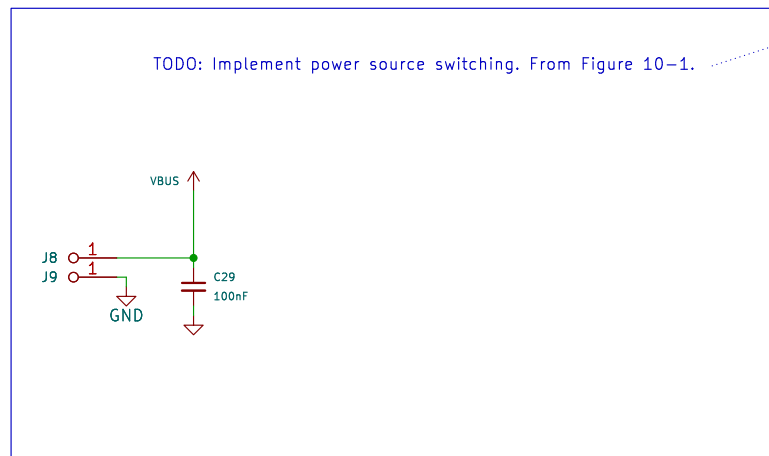 TODO: Implement power source switching. From Figure 10-1.
VBUS
J8 1
J9 1
C29
100nF
GND